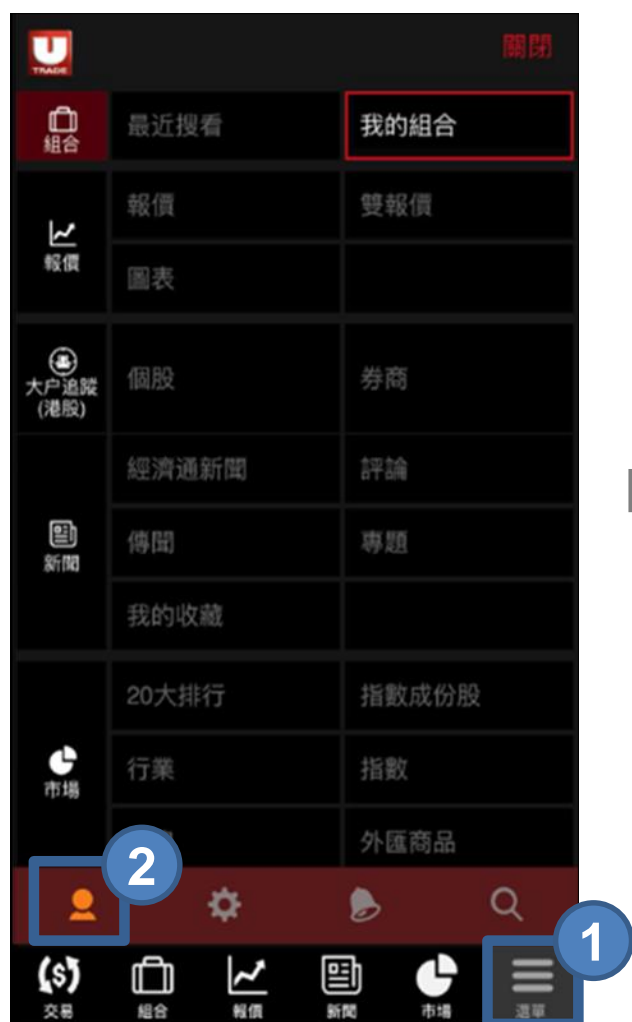 U
TRADE
關閉
組合
最近搜看
我的組合
報價
報價
雙報價
圖表
大户追蹤
(港股)
個股
券商
新聞
經濟通新聞
評論
傳聞
專題
我的收藏
市場
20大排行
指數成份股
行業
指數
外匯商品
2
1
交易
組合
報價
新聞
市場
選單